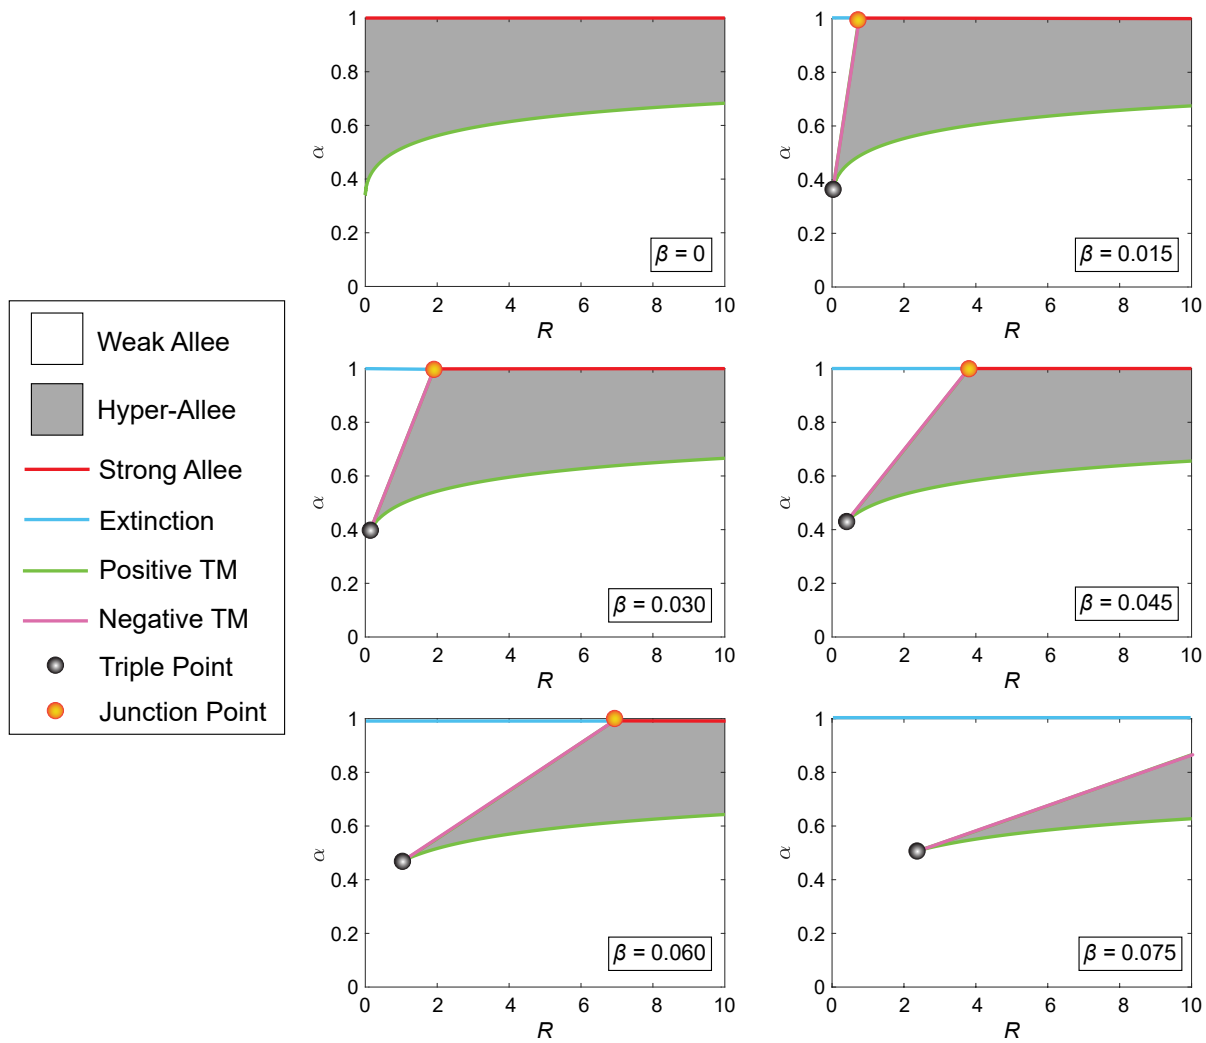 Weak Allee
Hyper-Allee
Strong Allee
Extinction
Positive TM
Negative TM
Triple Point
Junction Point
1
0.8
0.6
0.4
0.2
0
α
β = 0
0 2 4 6 8 10
R
1
0.8
0.6
0.4
0.2
0
α
β = 0.015
0 2 4 6 8 10
R
1
0.8
0.6
0.4
0.2
0
α
β = 0.030
0 2 4 6 8 10
R
1
0.8
0.6
0.4
0.2
0
α
β = 0.045
0 2 4 6 8 10
R
1
0.8
0.6
0.4
0.2
0
α
β = 0.060
0 2 4 6 8 10
R
1
0.8
0.6
0.4
0.2
0
α
β = 0.075
0 2 4 6 8 10
R